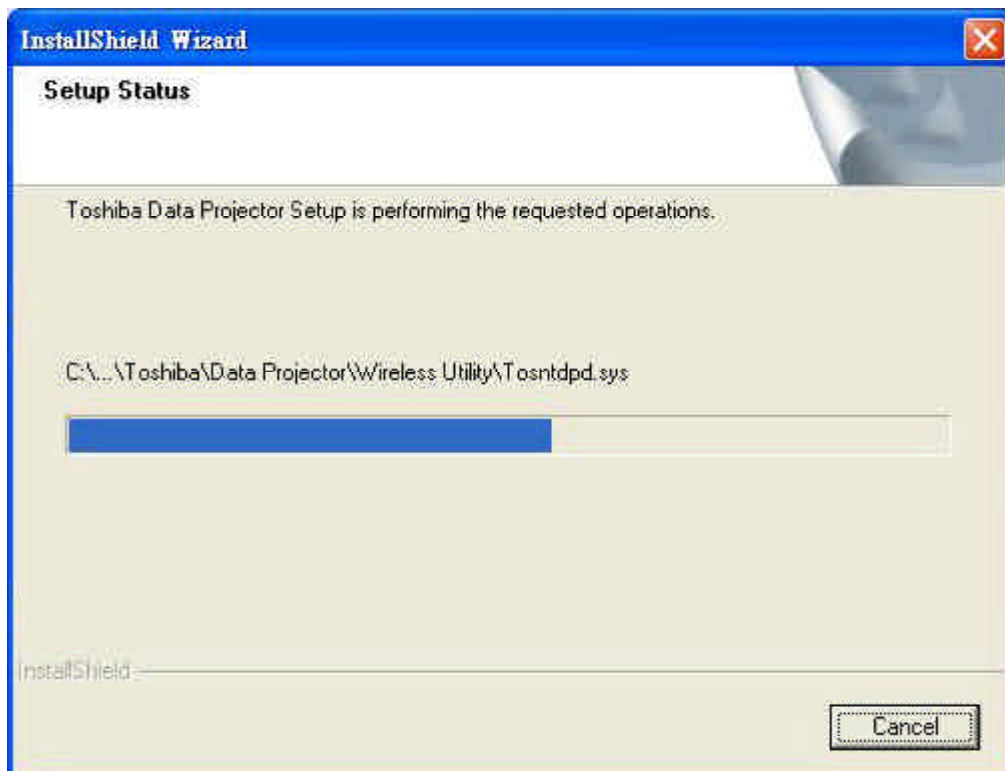 InstallShield Wizard
Setup Status
Toshiba Data Projector Setup is performing the requested operations.
C:\...\Toshiba\Data Projector\Wireless Utility\Tosntdpd.sys
InstallShield
Cancel